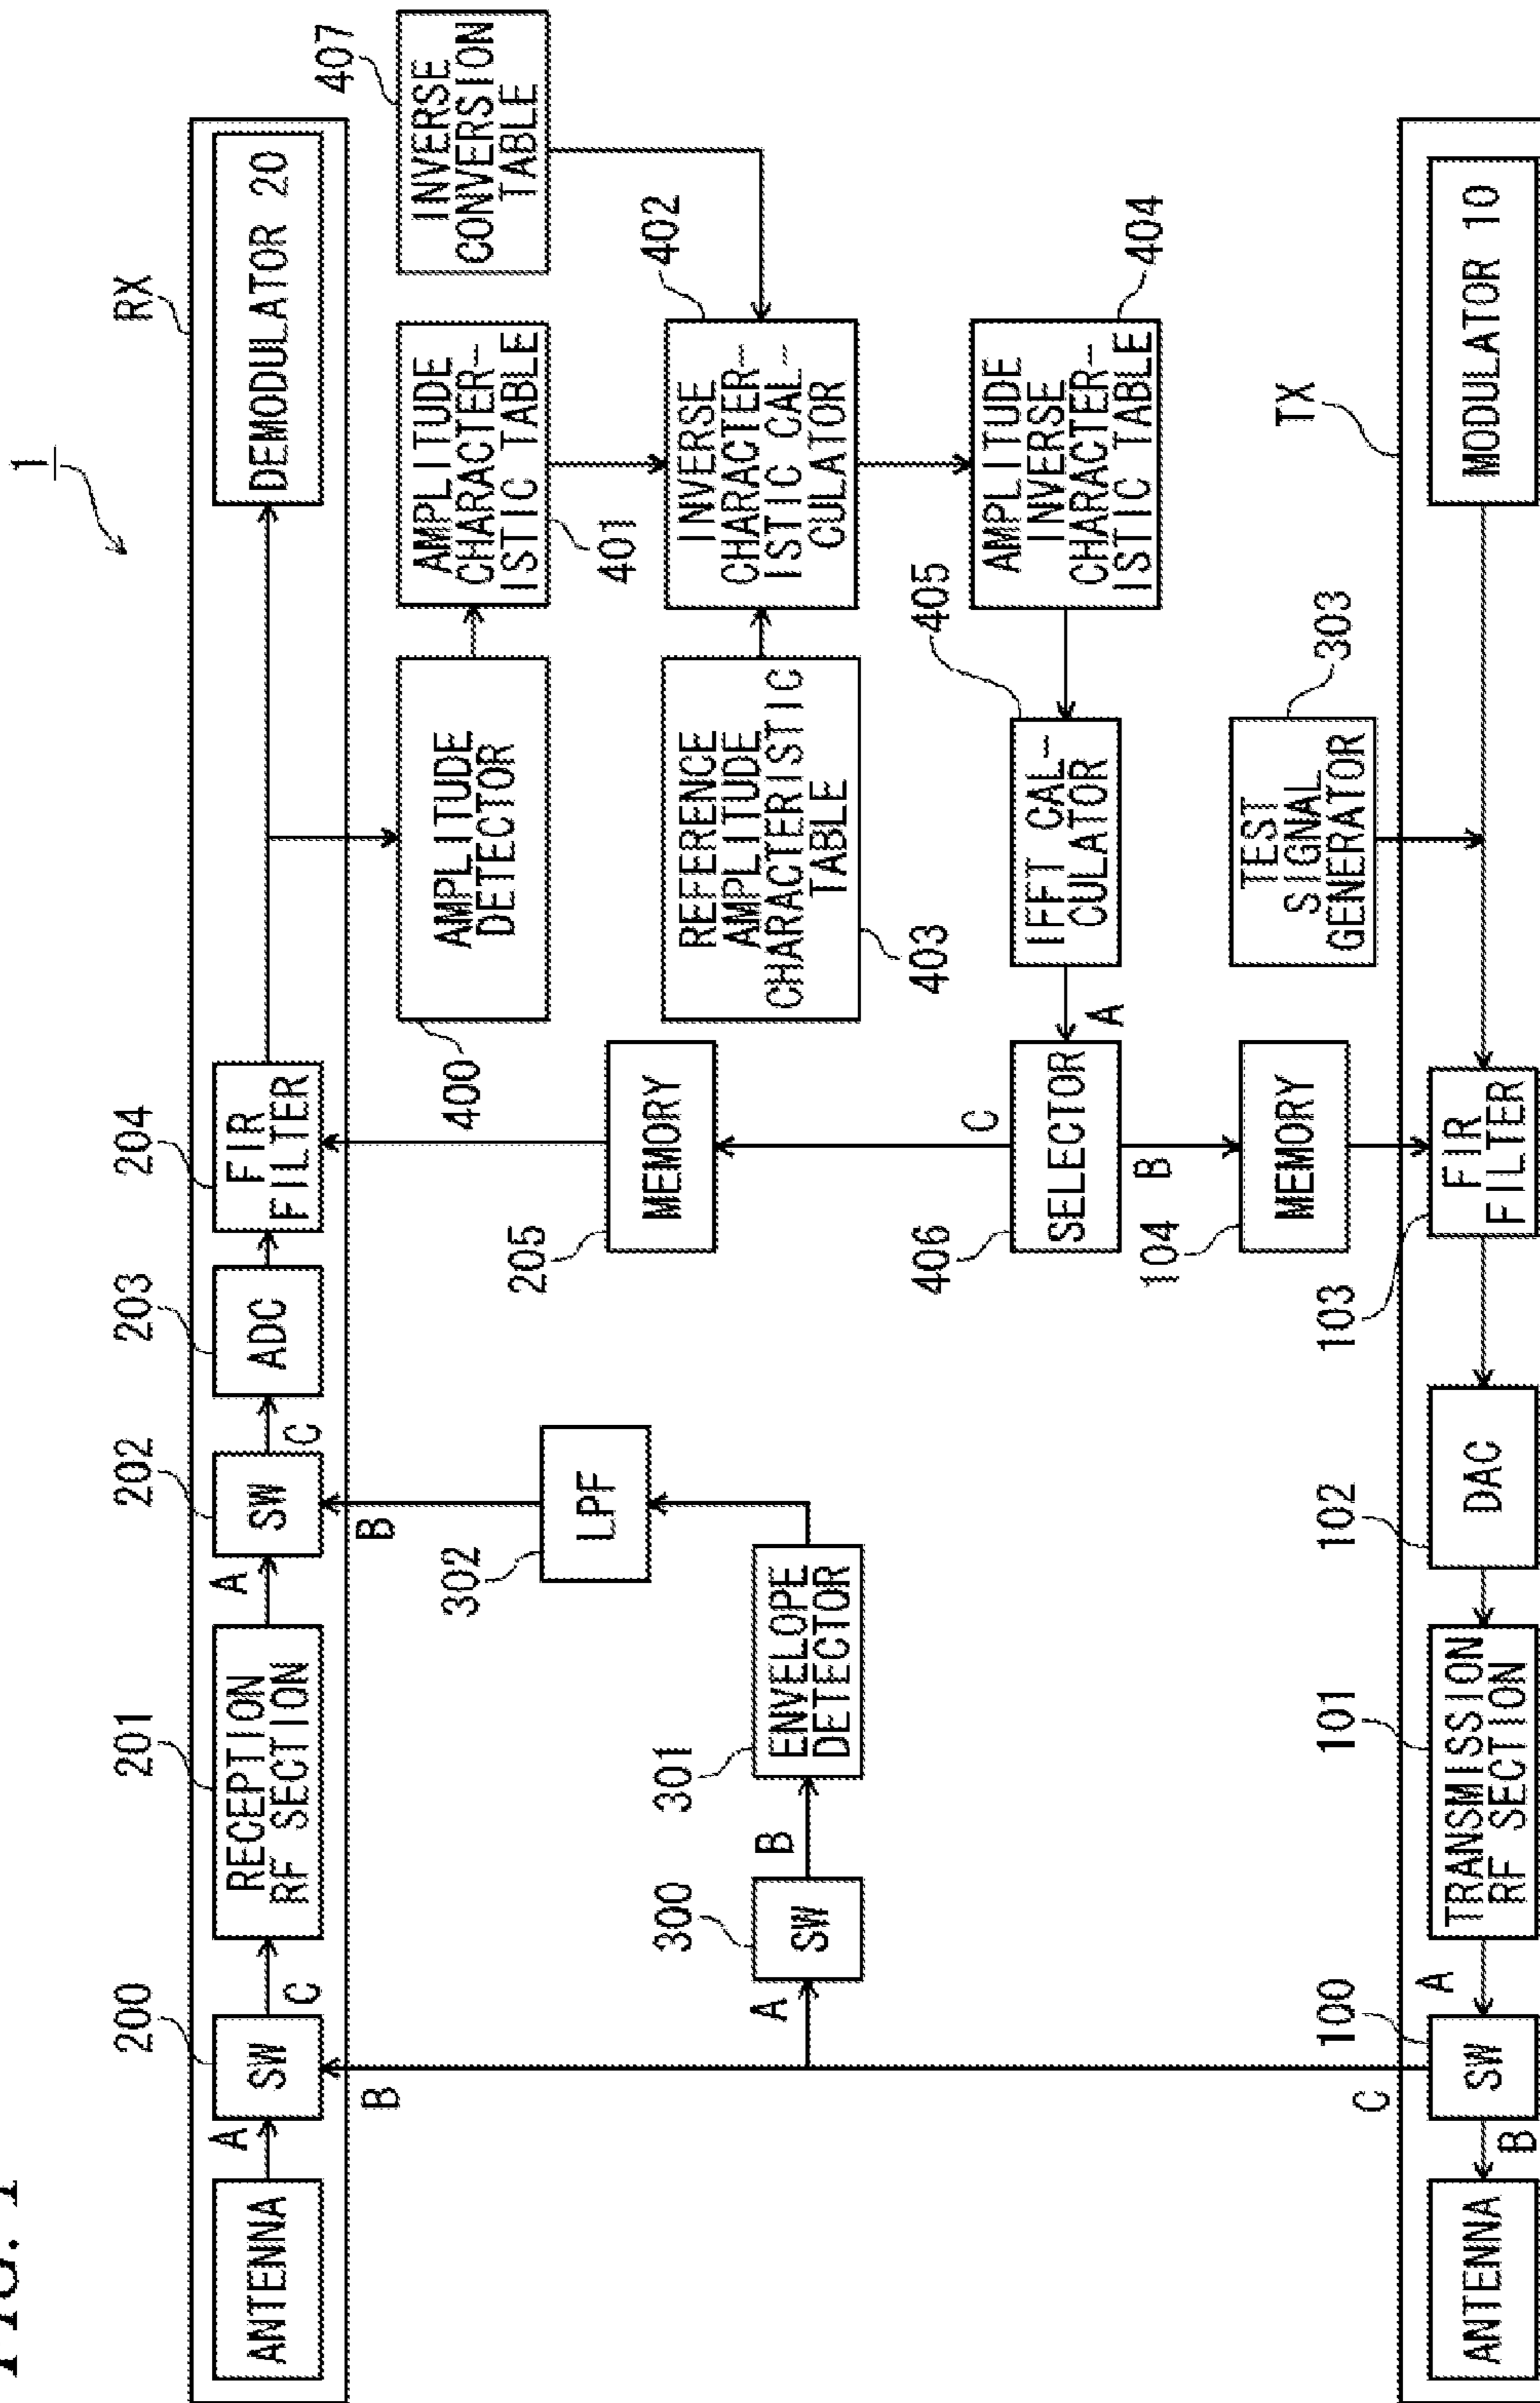 FIG. 1
1
RX
200
201
202
203
204
ANTENNA
A
SW
C
RECEPTION
RF SECTION
A
SW
C
ADC
FIR
FILTER
DEMODULATOR 20
B
B
302
LPF
205
MEMORY
400
AMPLITUDE
DETECTOR
AMPLITUDE
CHARACTER-
ISTIC TABLE
401
INVERSE
CONVERSION
TABLE
407
300
A
SW
B
301
ENVELOPE
DETECTOR
REFERENCE
AMPLITUDE
CHARACTERISTIC
TABLE
403
INVERSE
CHARACTER-
ISTIC CAL-
CULATOR
402
C
406
SELECTOR
A
B
IFFT CAL-
CULATOR
405
AMPLITUDE
INVERSE
CHARACTER-
ISTIC TABLE
404
104
MEMORY
TEST
SIGNAL
GENERATOR
303
TX
C
100
101
102
103
ANTENNA
B
SW
A
TRANSMISSION
RF SECTION
DAC
FIR
FILTER
MODULATOR 10